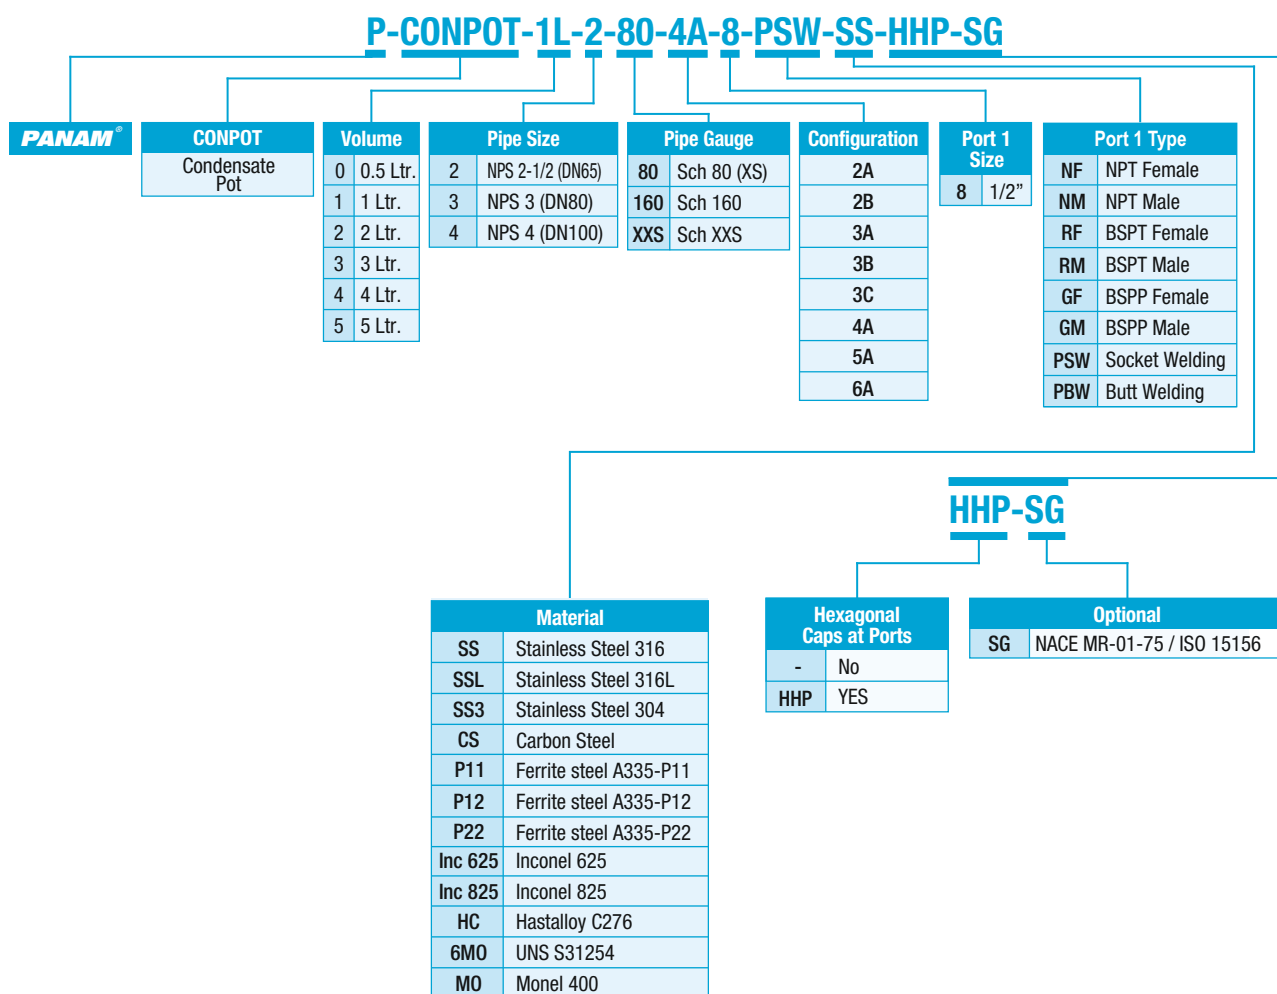 P-CONPOT-1L-2-80-4A-8-PSW-SS-HHP-SG
PANAM®
CONPOT
Condensate
Pot
Volume
0 0.5 Ltr.
1 1 Ltr.
2 2 Ltr.
3 3 Ltr.
4 4 Ltr.
5 5 Ltr.
Pipe Size
2 NPS 2-1/2 (DN65)
3 NPS 3 (DN80)
4 NPS 4 (DN100)
Pipe Gauge
80 Sch 80 (XS)
160 Sch 160
XXS Sch XXS
Configuration
2A
2B
3A
3B
3C
4A
5A
6A
Port 1
Size
8 1/2”
Port 1 Type
NF NPT Female
NM NPT Male
RF BSPT Female
RM BSPT Male
GF BSPP Female
GM BSPP Male
PSW Socket Welding
PBW Butt Welding
HHP-SG
Material
SS Stainless Steel 316
SSL Stainless Steel 316L
SS3 Stainless Steel 304
CS Carbon Steel
P11 Ferrite steel A335-P11
P12 Ferrite steel A335-P12
P22 Ferrite steel A335-P22
Inc 625 Inconel 625
Inc 825 Inconel 825
HC Hastalloy C276
6MO UNS S31254
MO Monel 400
Hexagonal
Caps at Ports
- No
HHP YES
Optional
SG NACE MR-01-75 / ISO 15156